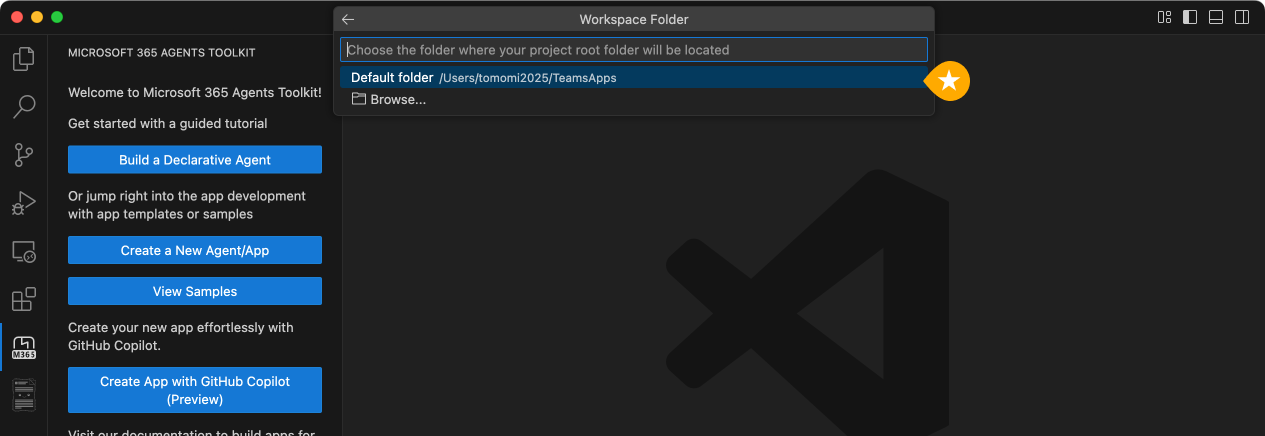 Workspace Folder
Choose the folder where your project root folder will be located
Default folder /Users/tomomi2025/TeamsApps
Browse...
MICROSOFT 365 AGENTS TOOLKIT
Welcome to Microsoft 365 Agents Toolkit!
Get started with a guided tutorial
Build a Declarative Agent
Or jump right into the app development
with app templates or samples
Create a New Agent/App
View Samples
Create your new app effortlessly with
GitHub Copilot.
Create App with GitHub Copilot
(Preview)
Visit our documentation to build apps for
M365